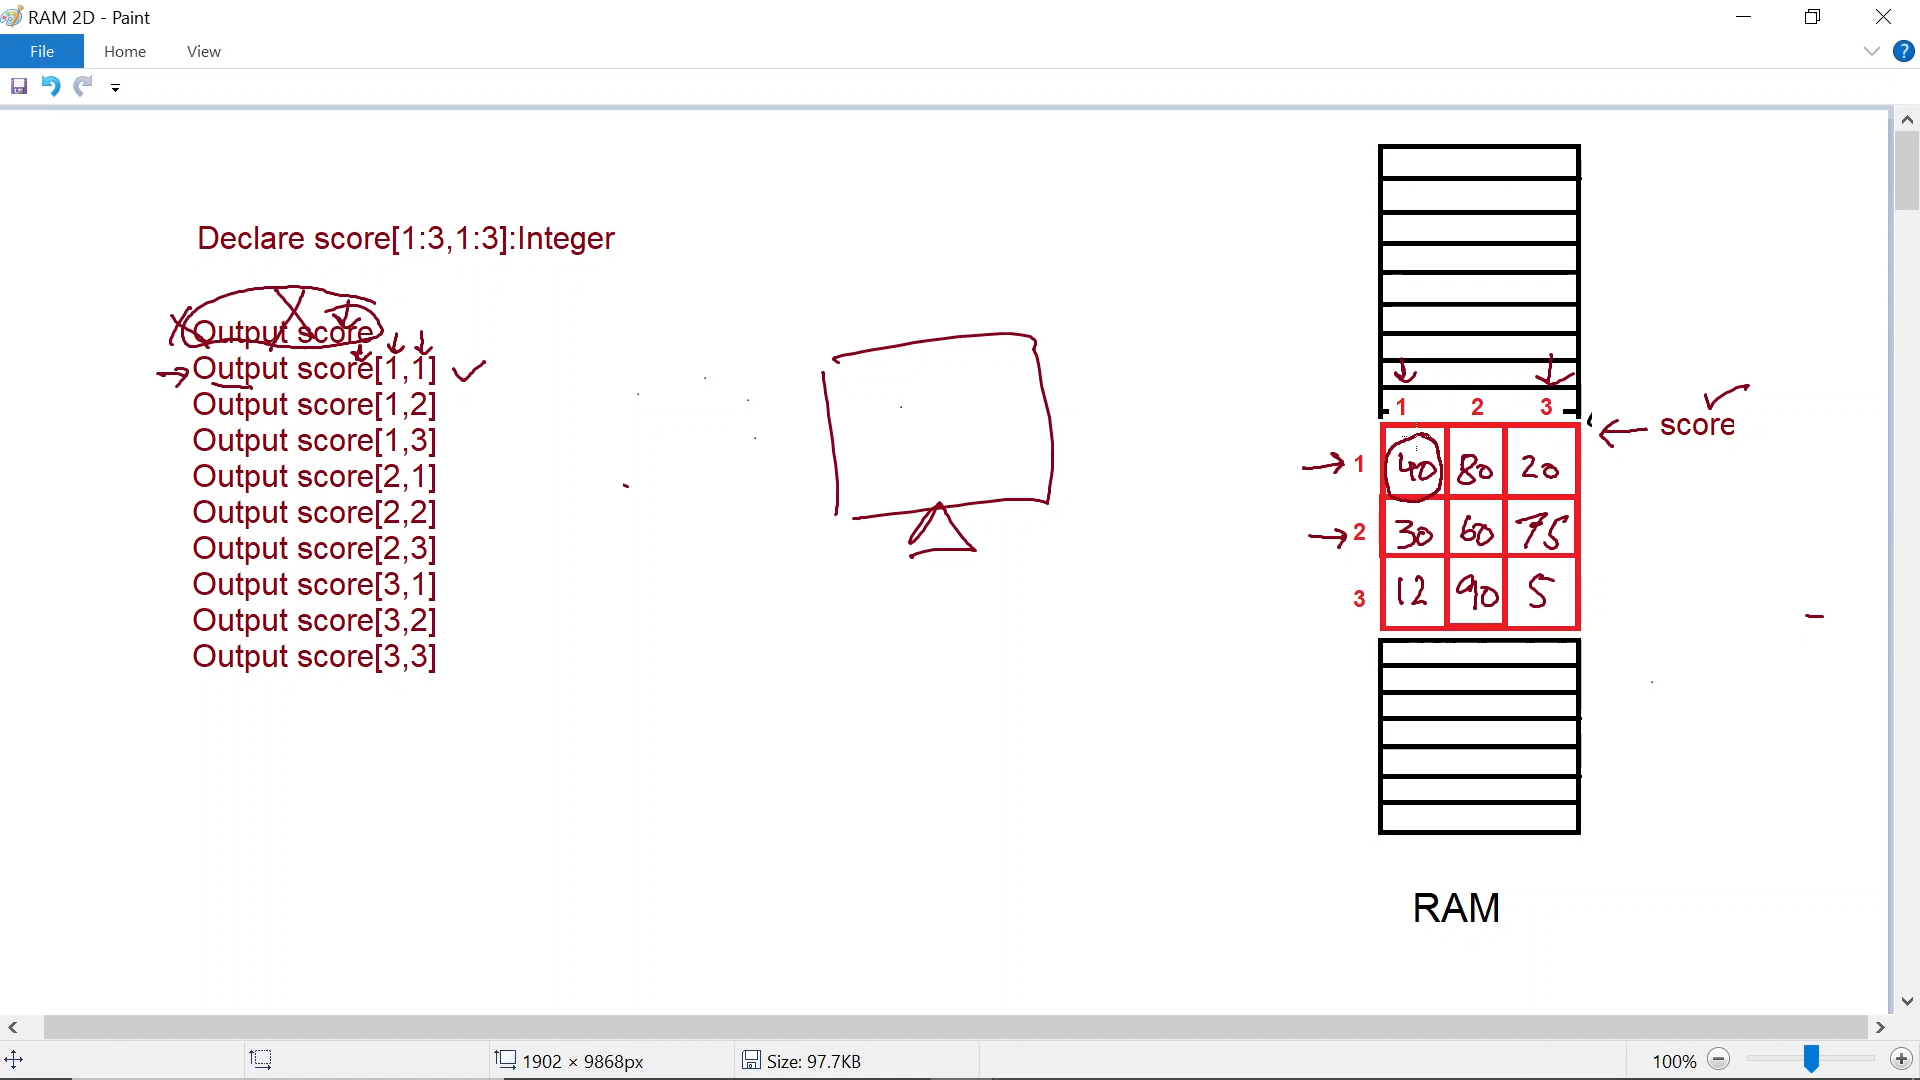 RAM 2D - Paint
File Home View
Declare score[1:3,1:3]:Integer
Output score
Output score[1,1]
Output score[1,2]
Output score[1,3]
Output score[2,1]
Output score[2,2]
Output score[2,3]
Output score[3,1]
Output score[3,2]
Output score[3,3]
1 2 3
score
1 40 80 20
2 30 60 75
3 12 90 5
RAM
1902 × 9868px
Size: 97.7KB
100%